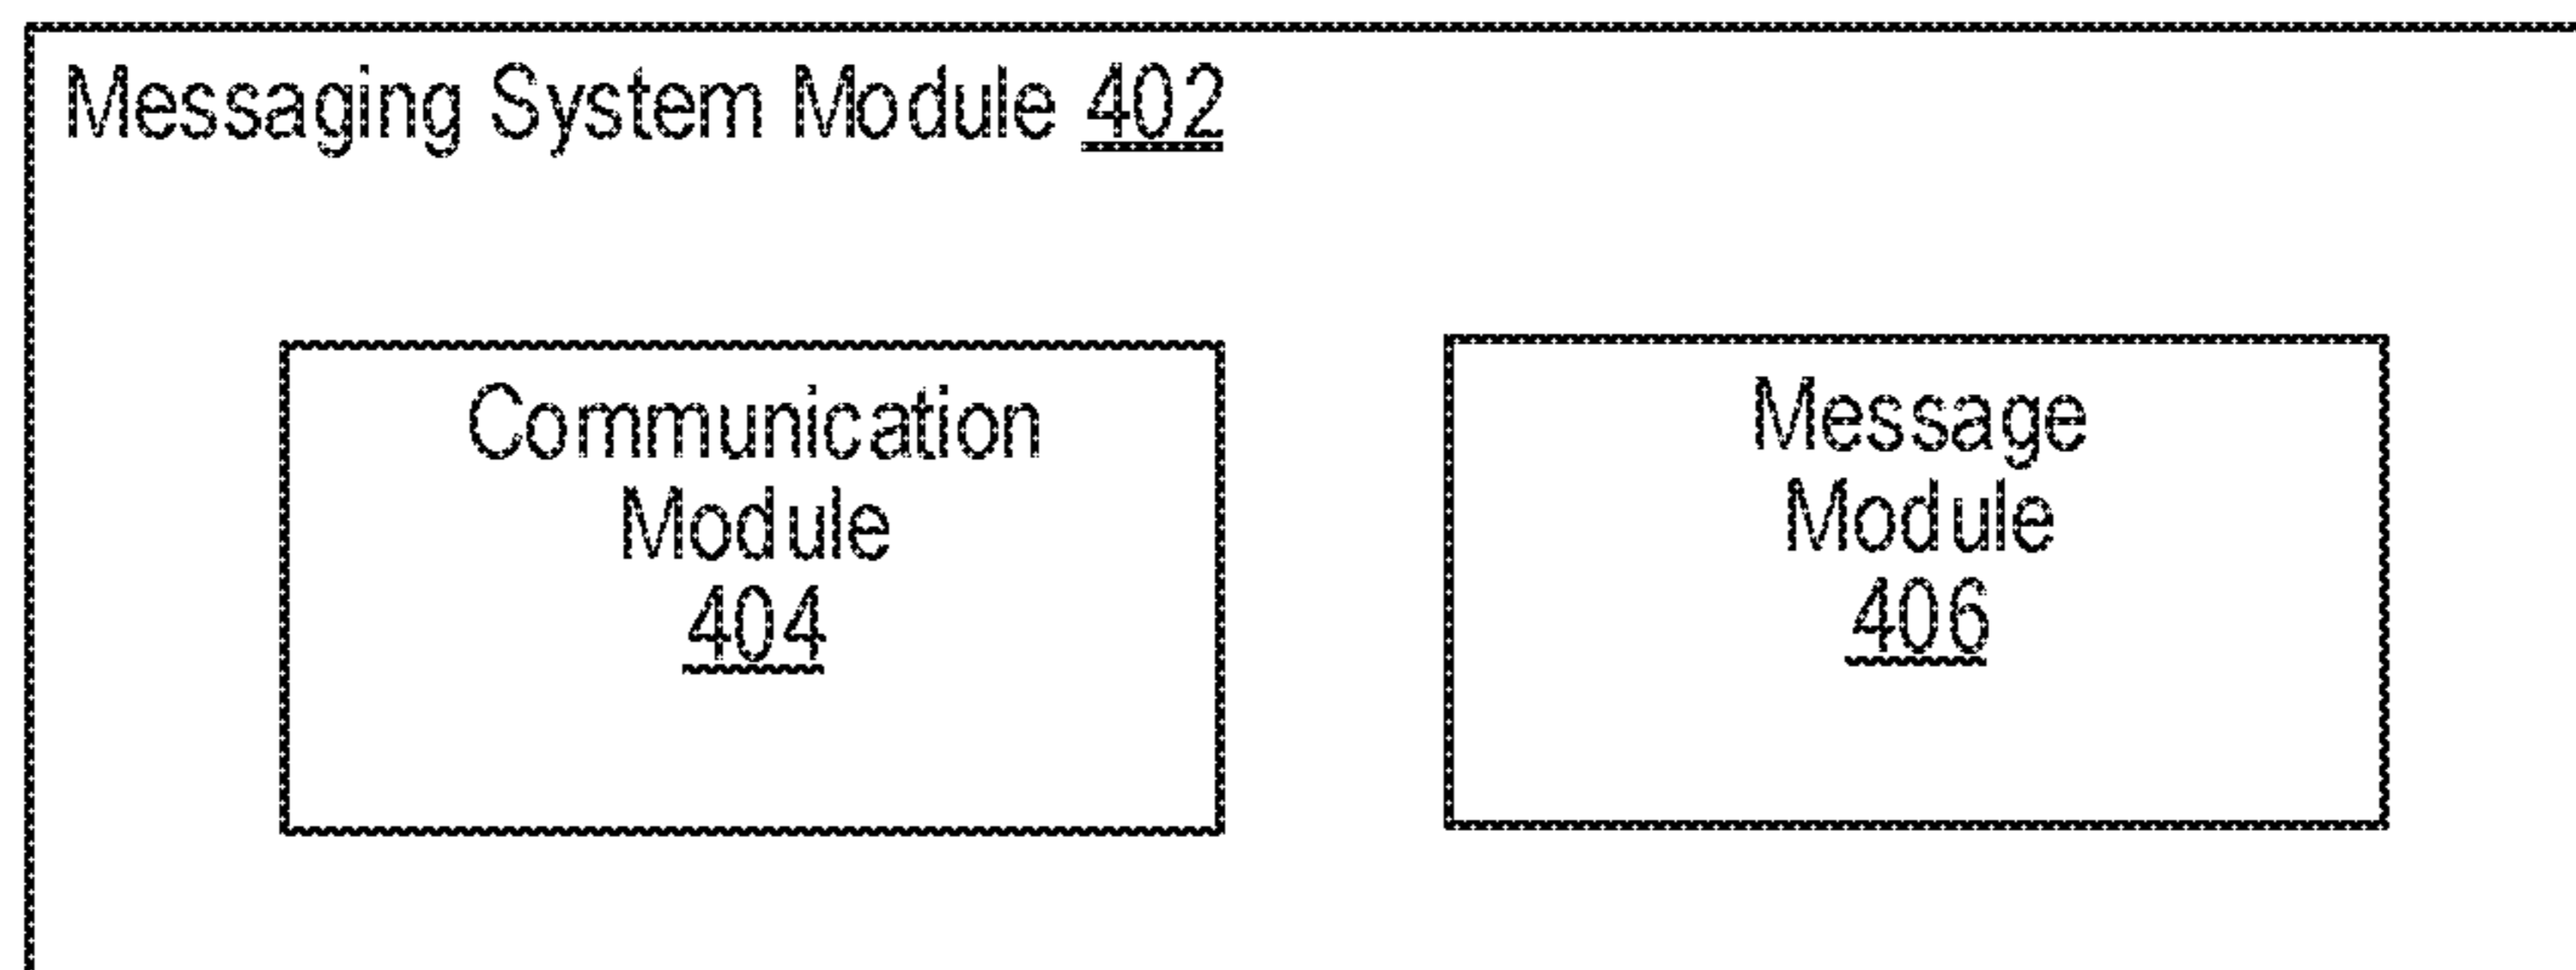 Messaging System Module 402
Communication
Module
404
Message
Module
406